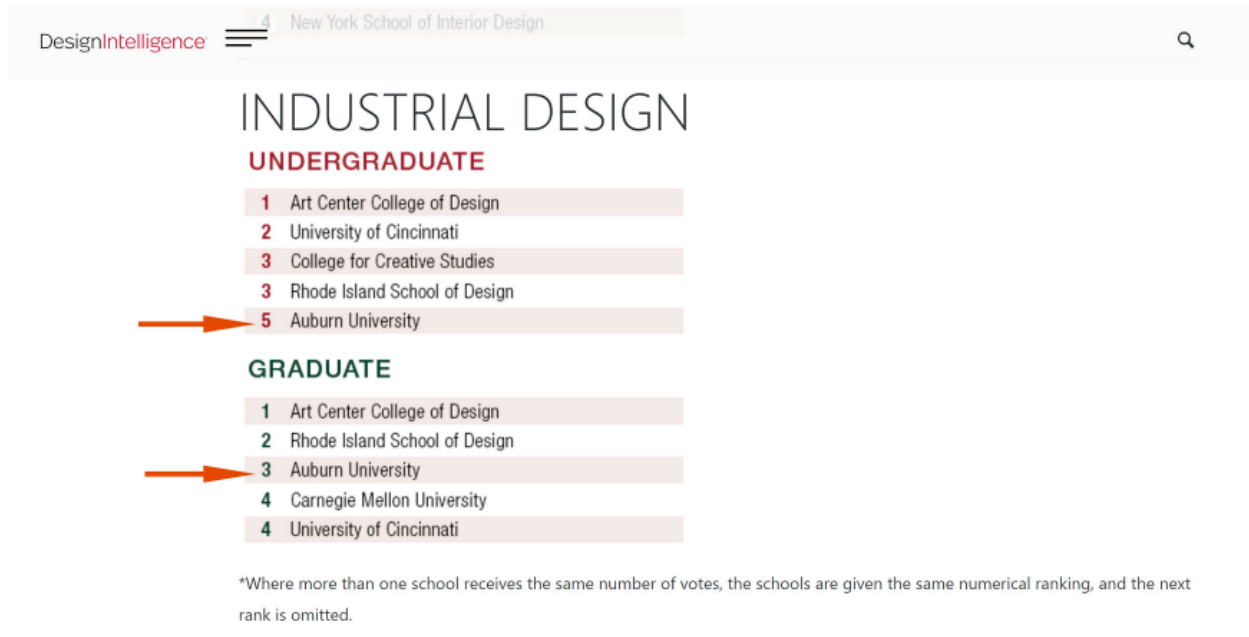 4 New York School of Interior Design
DesignIntelligence
INDUSTRIAL DESIGN
UNDERGRADUATE
1 Art Center College of Design
2 University of Cincinnati
3 College for Creative Studies
3 Rhode Island School of Design
5 Auburn University
GRADUATE
1 Art Center College of Design
2 Rhode Island School of Design
3 Auburn University
4 Carnegie Mellon University
4 University of Cincinnati
*Where more than one school receives the same number of votes, the schools are given the same numerical ranking, and the next
rank is omitted.